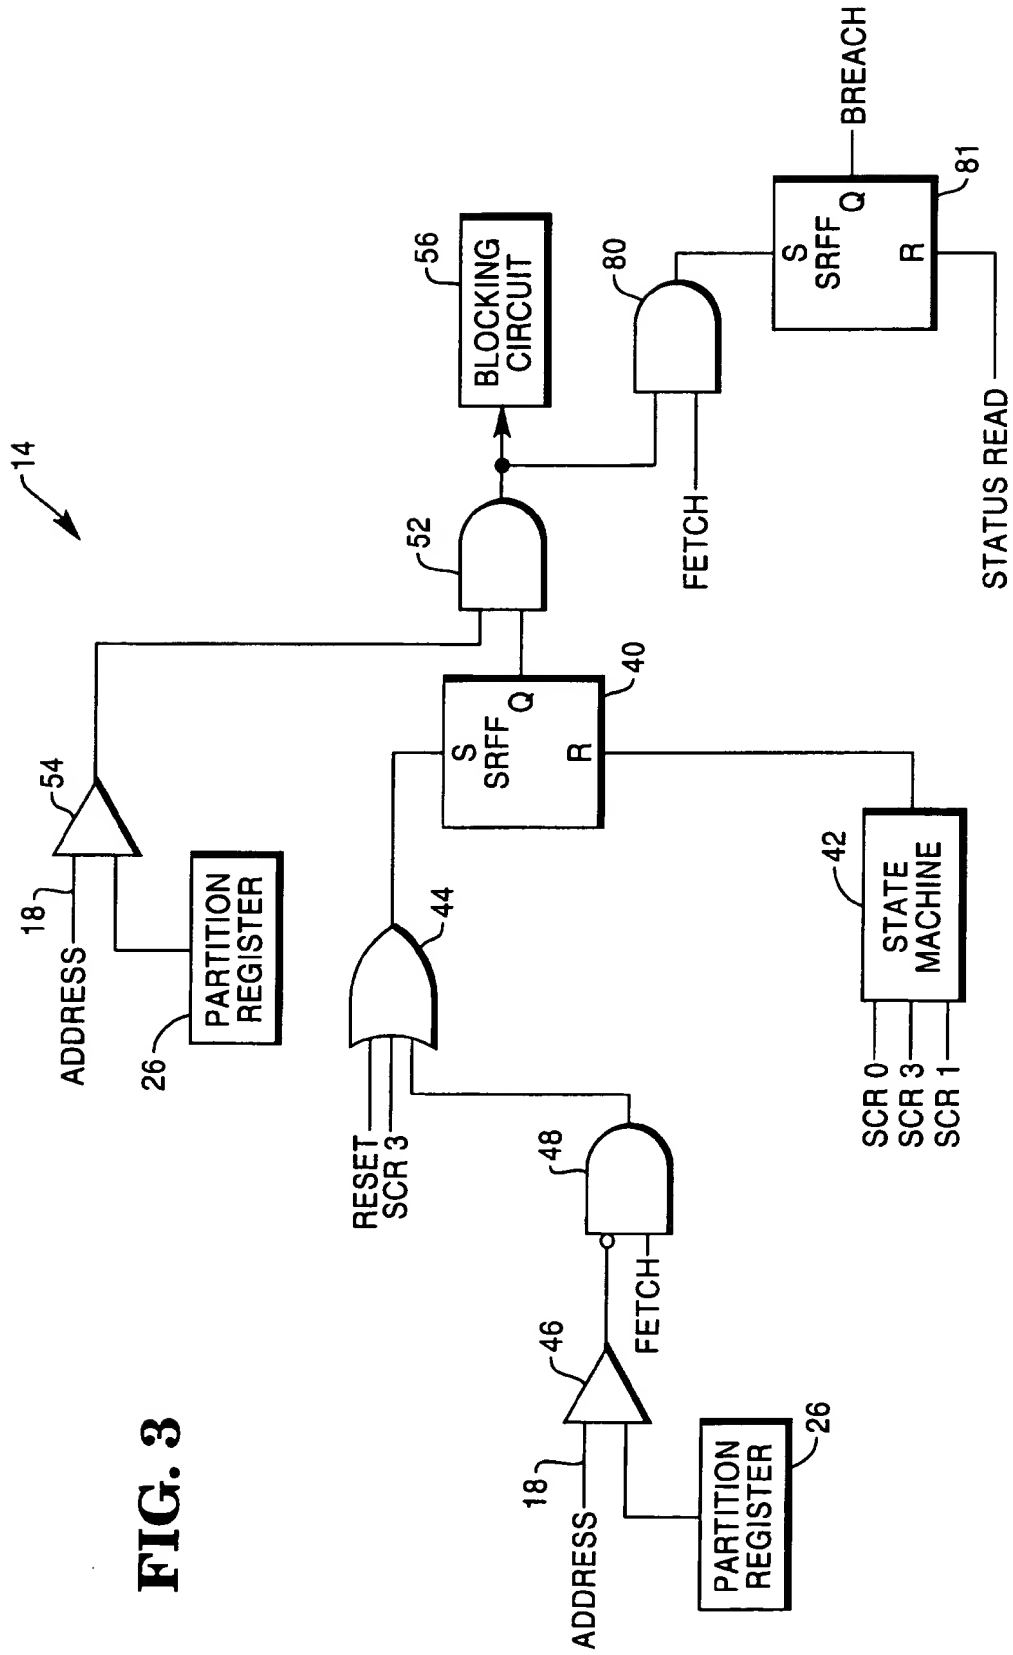 FIG. 3
14
ADDRESS
18
54
26
PARTITION
REGISTER
52
56
BLOCKING
CIRCUIT
RESET
SCR 3
44
S
SRFF
Q
R
40
80
FETCH
S
SRFF
Q
R
81
BREACH
STATUS READ
ADDRESS
18
46
FETCH
48
PARTITION
REGISTER
26
SCR 0
SCR 3
SCR 1
42
STATE
MACHINE